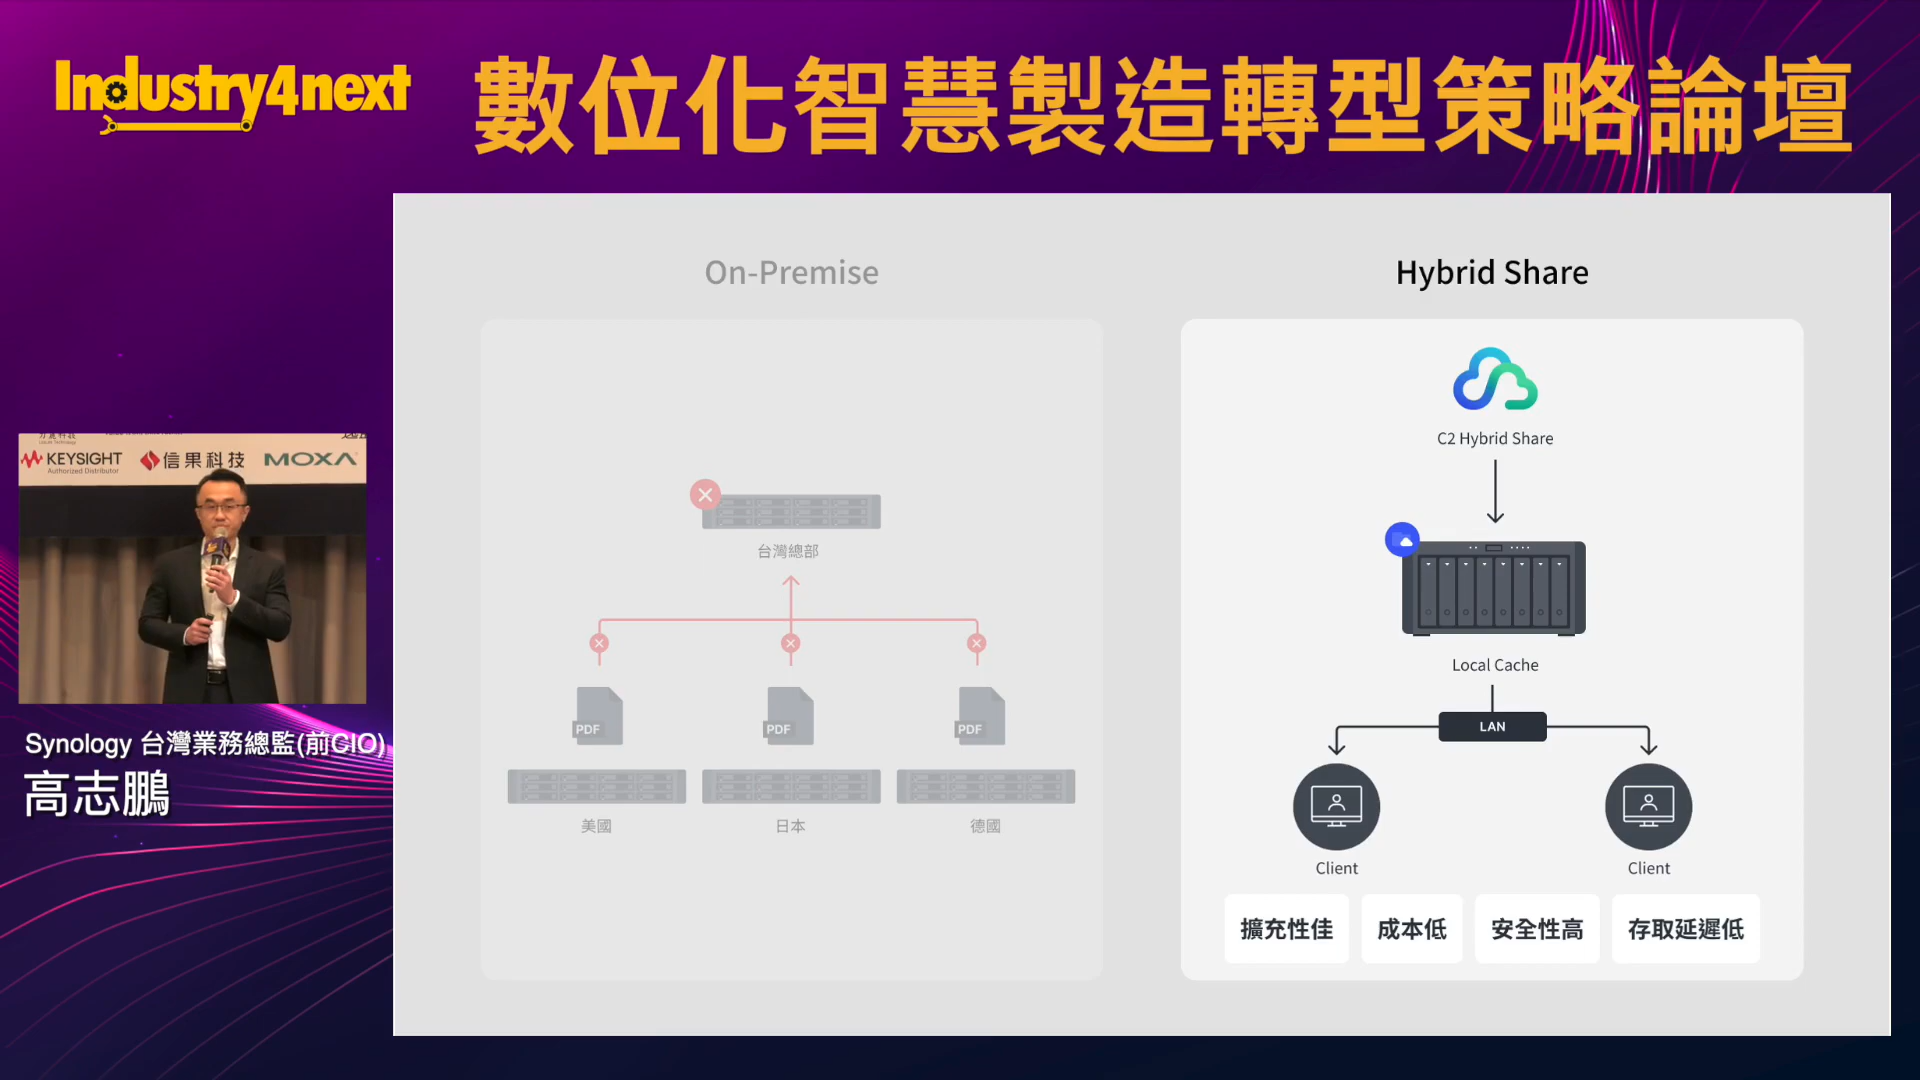 Industry4next
數位化智慧製造轉型策略論壇
On-Premise
台灣總部
PDF
PDF
PDF
美國
日本
德國
Hybrid Share
C2 Hybrid Share
Local Cache
LAN
Client
Client
擴充性佳
成本低
安全性高
存取延遲低
KEYSIGHT
Authorized Distributor
信果科技
MOXA
Synology 台灣業務總監(前CIO)
高志鵬